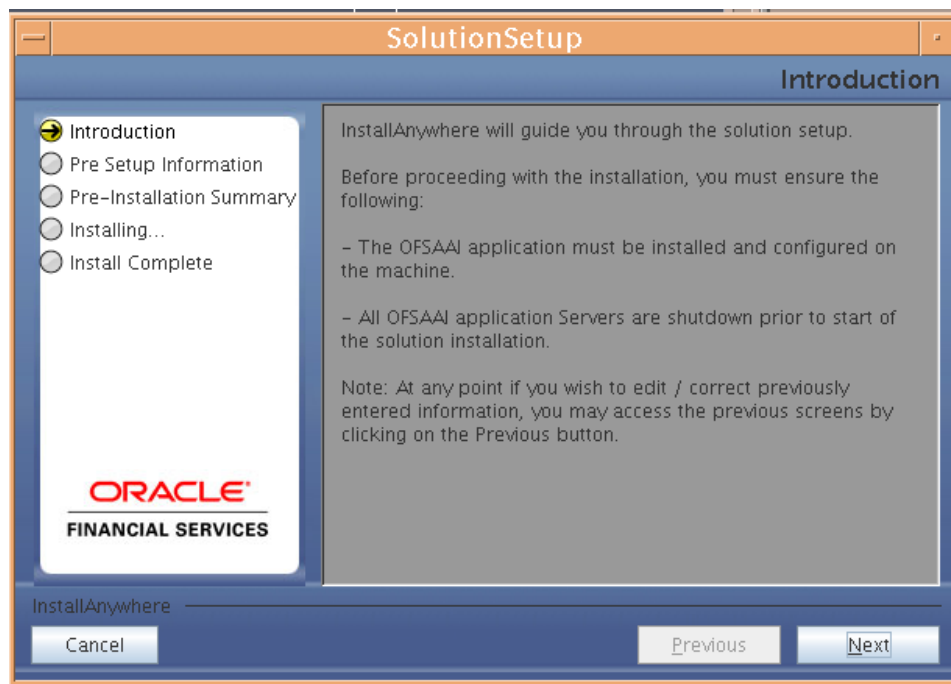 SolutionSetup
Introduction
Introduction
Pre Setup Information
Pre-Installation Summary
Installing...
Install Complete
ORACLE
FINANCIAL SERVICES
InstallAnywhere will guide you through the solution setup.
Before proceeding with the installation, you must ensure the
following:
- The OFSAAI application must be installed and configured on
the machine.
- All OFSAAI application Servers are shutdown prior to start of
the solution installation.
Note: At any point if you wish to edit / correct previously
entered information, you may access the previous screens by
clicking on the Previous button.
InstallAnywhere
Cancel
Previous
Next